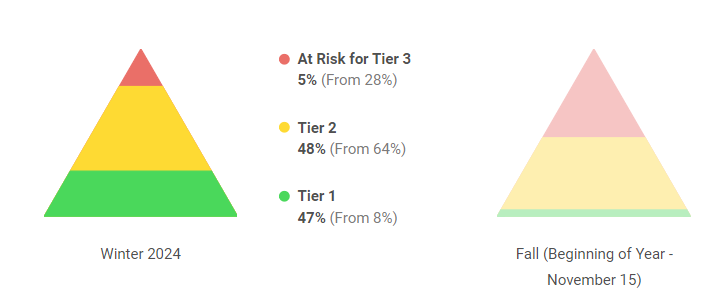 At Risk for Tier 3
5% (From 28%)
Tier 2
48% (From 64%)
Tier 1
47% (From 8%)
Winter 2024
Fall (Beginning of Year -
November 15)